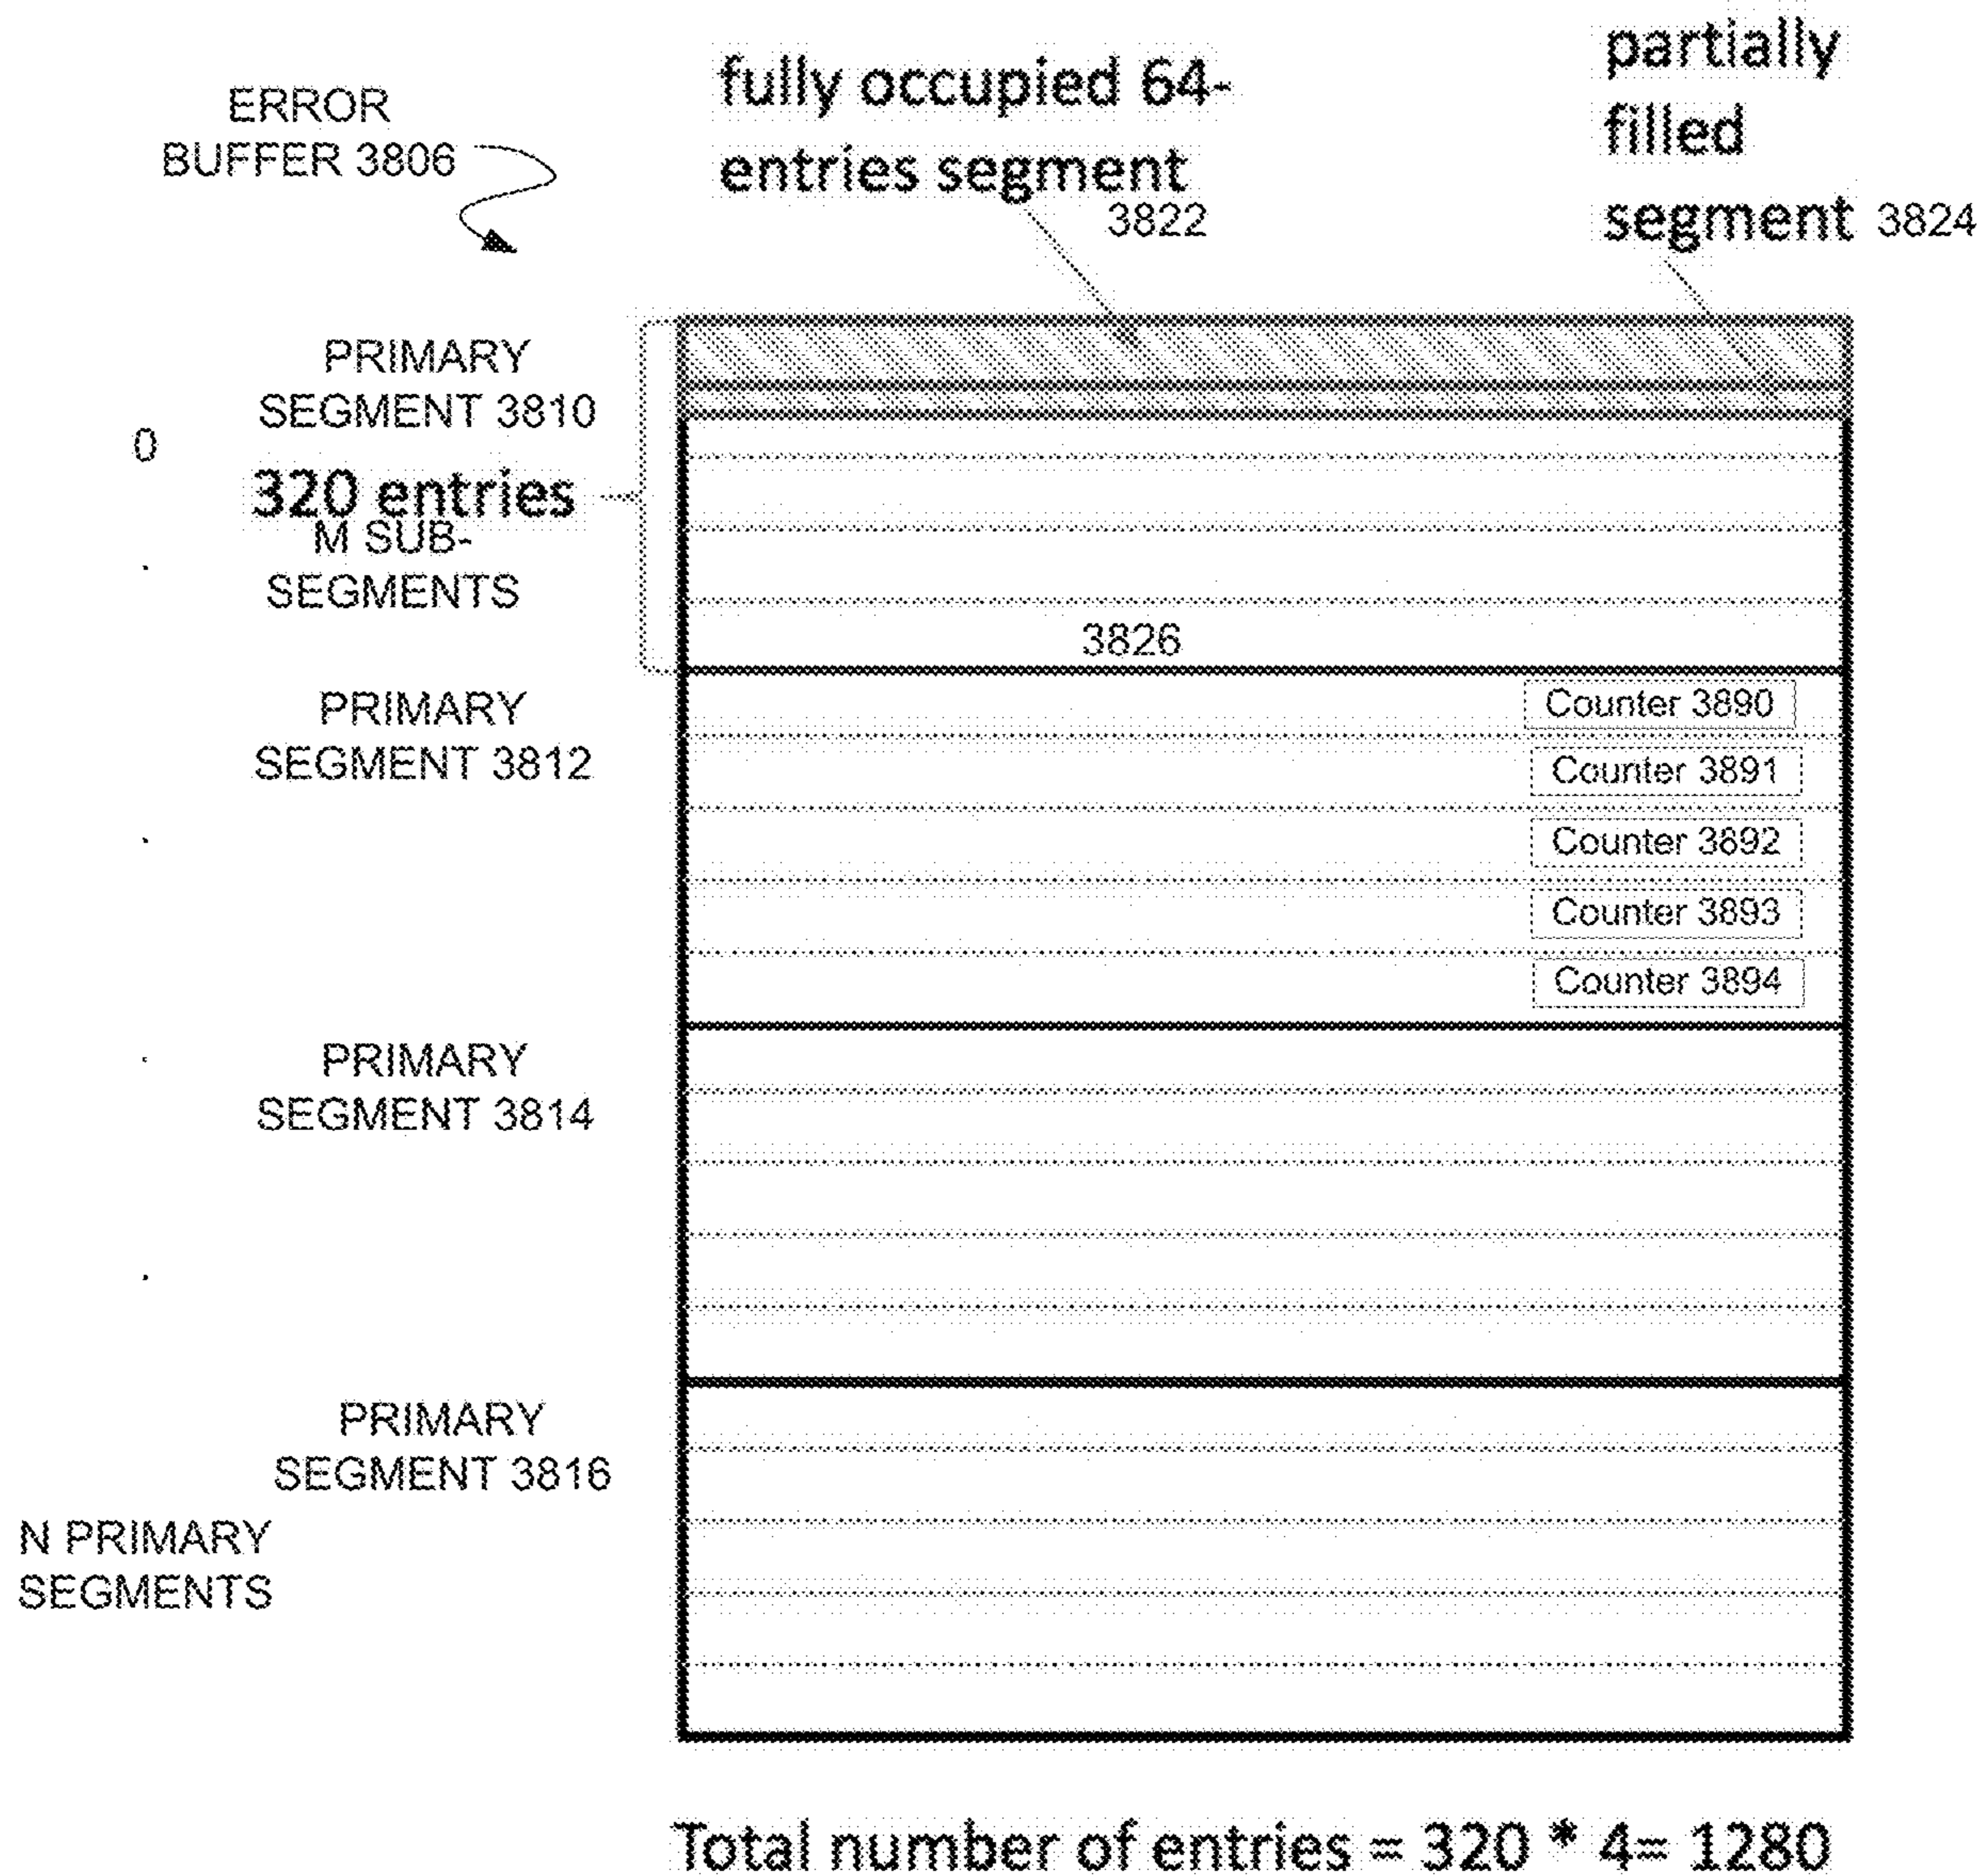 ERROR
BUFFER 3806
fully occupied 64-
entries segment
3822
partially
filled
segment 3824
PRIMARY
SEGMENT 3810
0
320 entries
M SUB-
SEGMENTS
3826
PRIMARY
SEGMENT 3812
Counter 3890
Counter 3891
Counter 3892
Counter 3893
Counter 3894
PRIMARY
SEGMENT 3814
PRIMARY
SEGMENT 3816
N PRIMARY
SEGMENTS
Total number of entries = 320 * 4= 1280